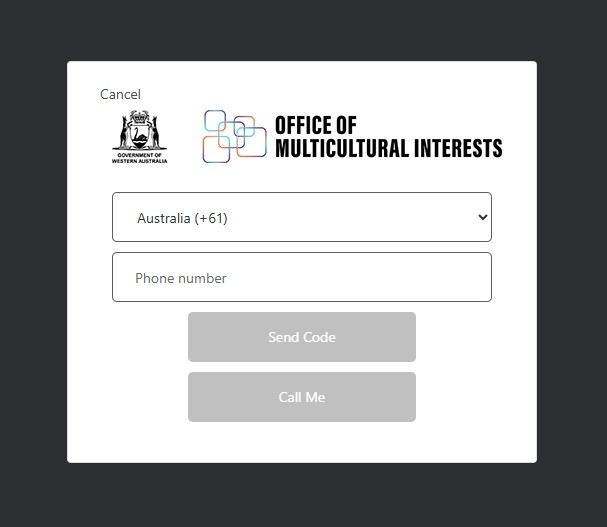 Cancel
GOVERNMENT OF
WESTERN AUSTRALIA
OFFICE OF
MULTICULTURAL INTERESTS
Australia (+61)
Phone number
Send Code
Call Me